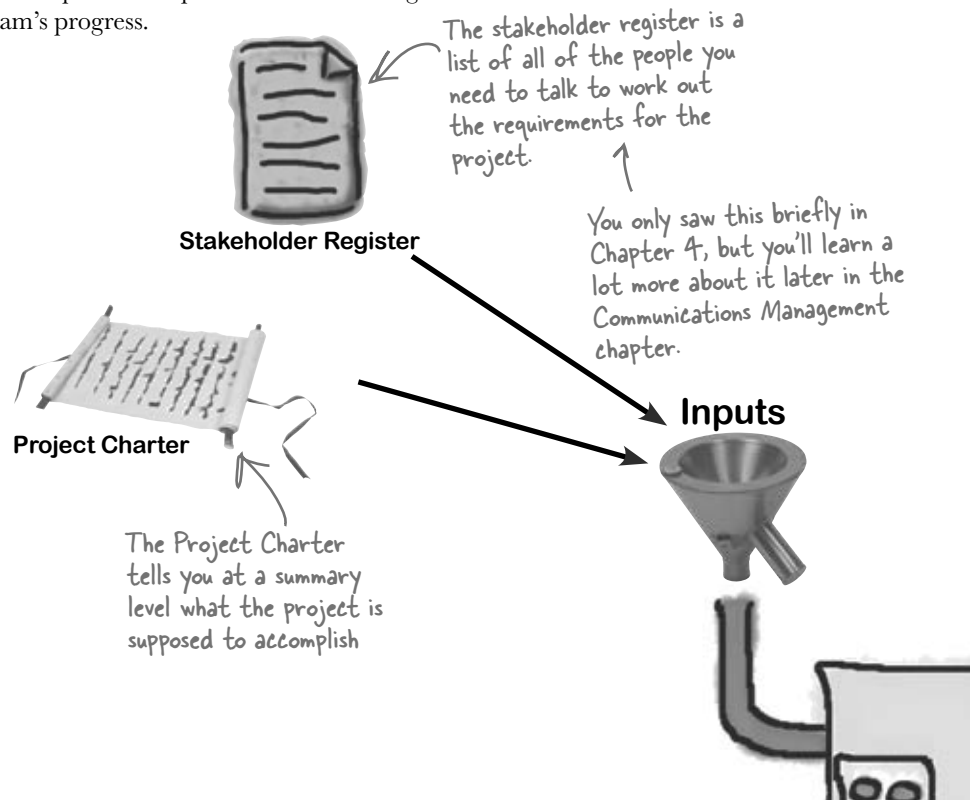 am's progress.
The stakeholder register is a
list of all of the people you
need to talk to work out
the requirements for the
project.
You only saw this briefly in
Chapter 4, but you'll learn a
lot more about it later in the
Communications Management
chapter.
Stakeholder Register
Project Charter
Inputs
The Project Charter
tells you at a summary
level what the project is
supposed to accomplish